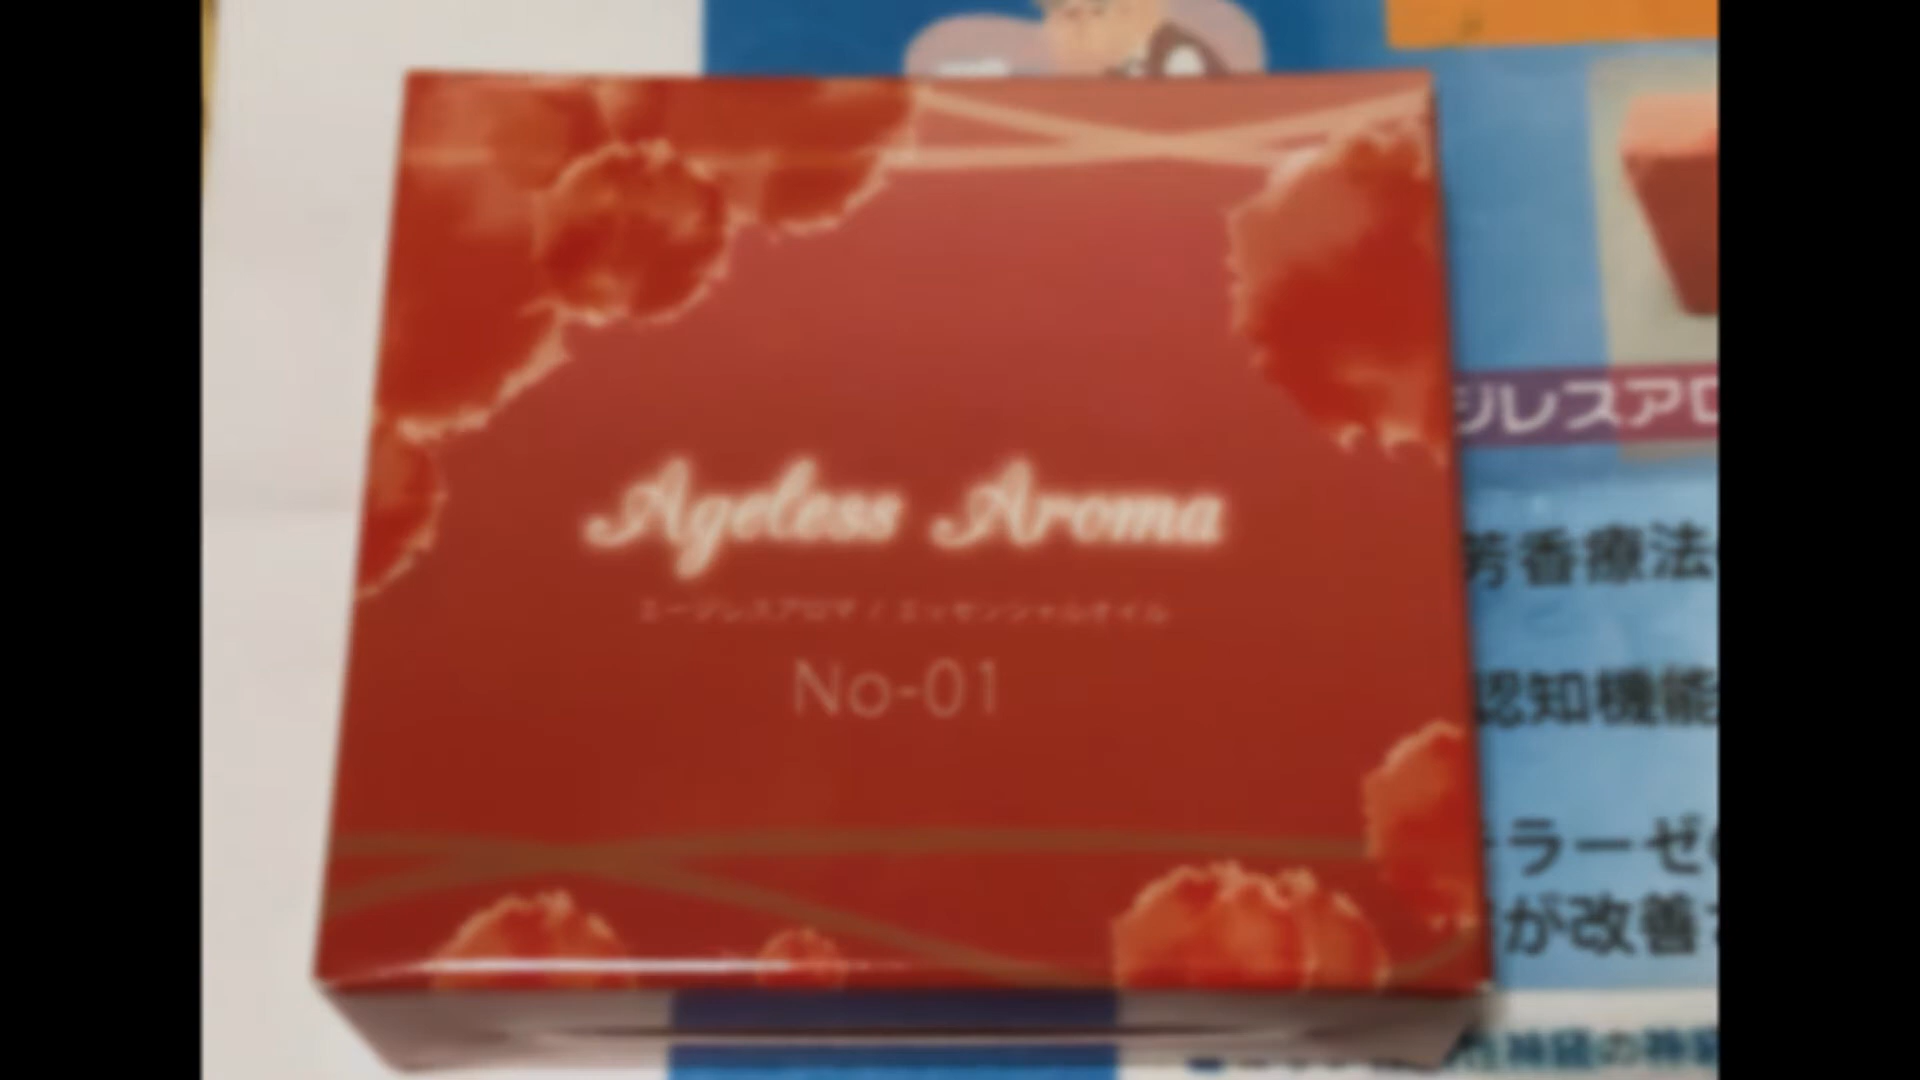 Ageless Aroma
エージレスアロマ / エッセンシャルオイル
No-01
ジレスアロ
芳香療法
認知機能
ラーゼ
が改善